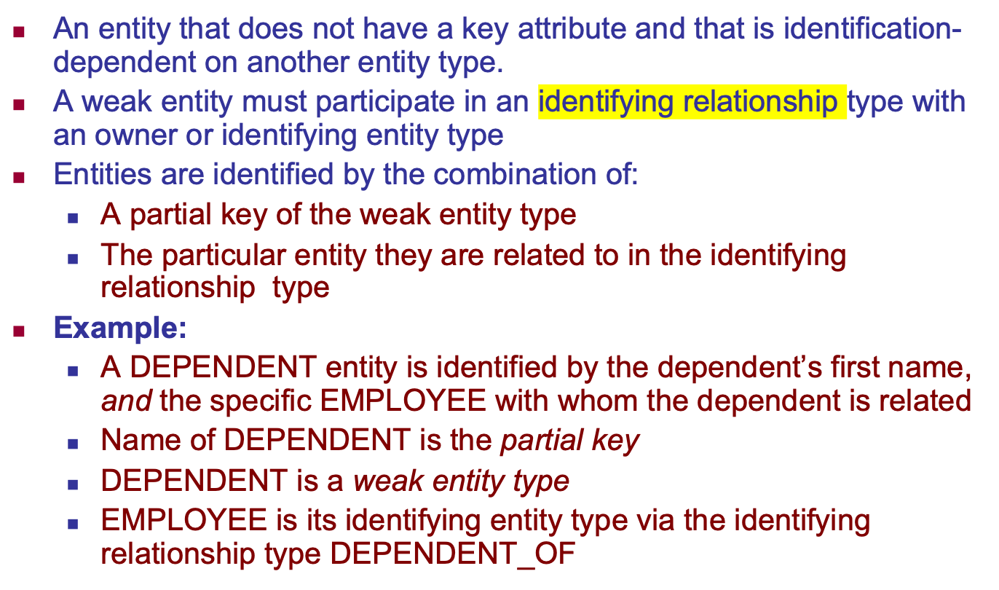 An entity that does not have a key attribute and that is identification-
dependent on another entity type.
A weak entity must participate in an identifying relationship type with
an owner or identifying entity type
Entities are identified by the combination of:
A partial key of the weak entity type
The particular entity they are related to in the identifying
relationship type
Example:
A DEPENDENT entity is identified by the dependent’s first name,
and the specific EMPLOYEE with whom the dependent is related
Name of DEPENDENT is the partial key
DEPENDENT is a weak entity type
EMPLOYEE is its identifying entity type via the identifying
relationship type DEPENDENT_OF